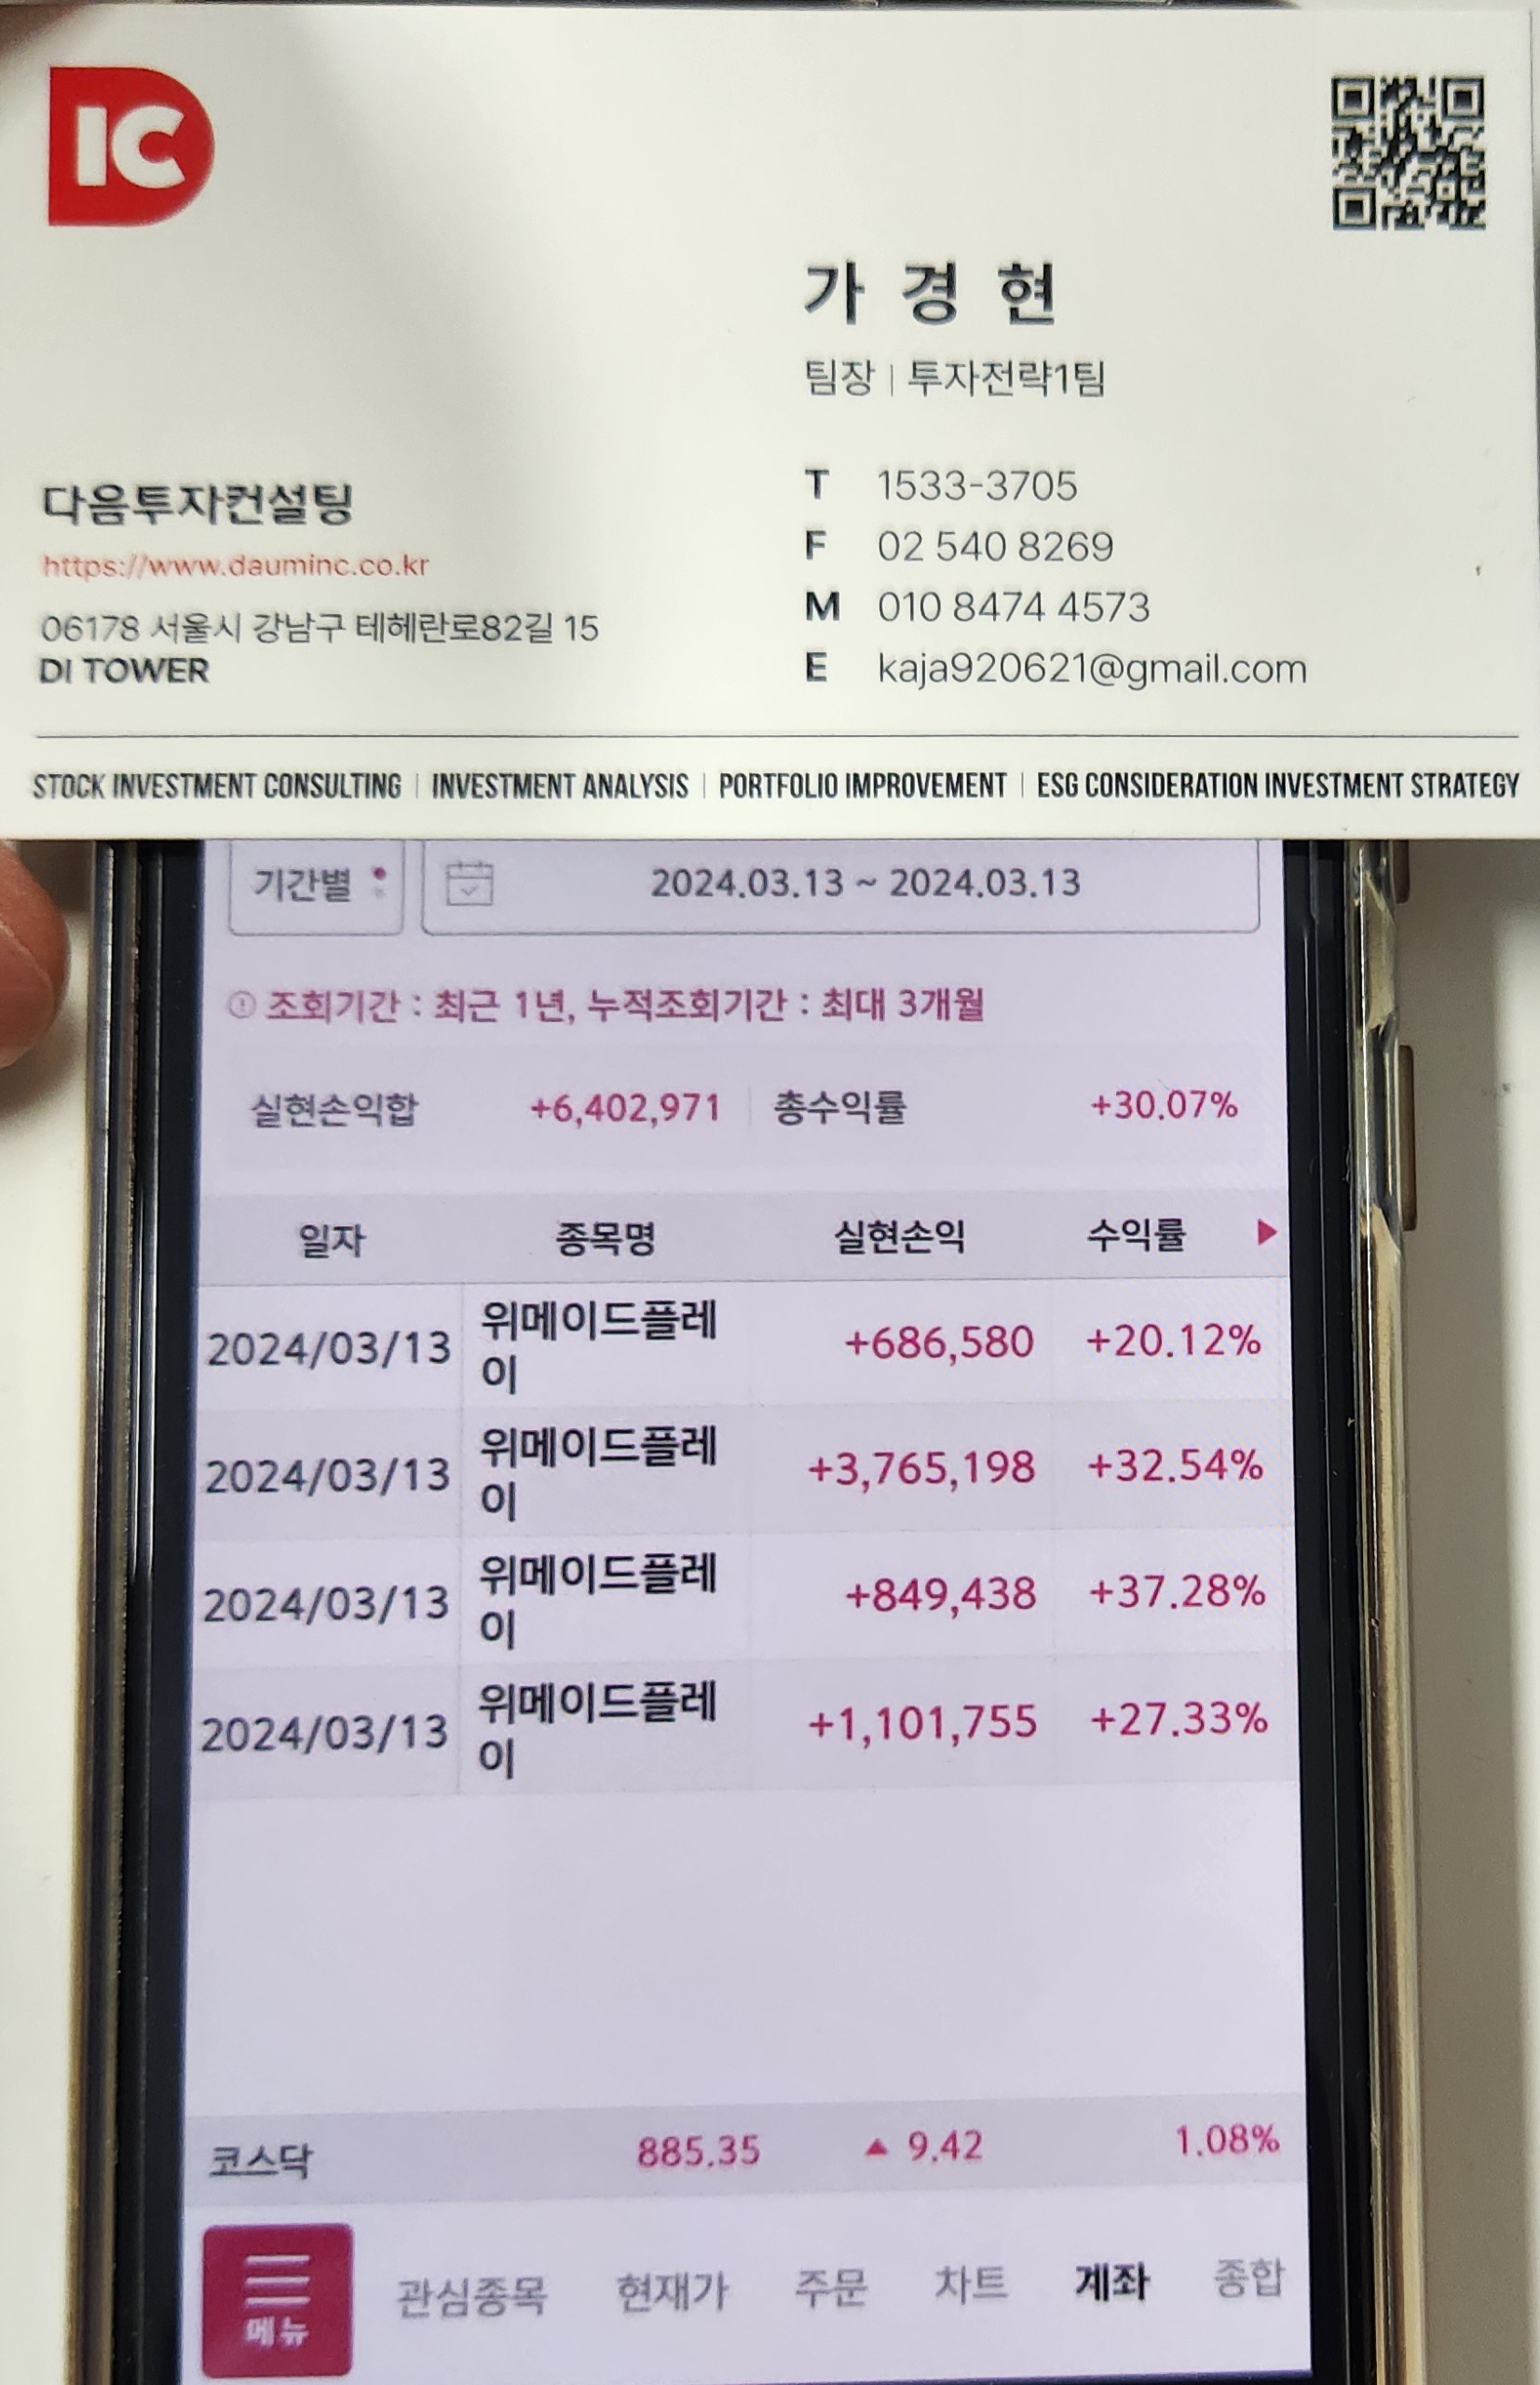 IC
가경현
팀장 | 투자전략1팀
다음투자컨설팅
https://www.dauminc.co.kr
06178 서울시 강남구 테헤란로82길 15
DI TOWER
T 1533-3705
F 02 540 8269
M 010 8474 4573
E kaja920621@gmail.com
STOCK INVESTMENT CONSULTING | INVESTMENT ANALYSIS | PORTFOLIO IMPROVEMENT | ESG CONSIDERATION INVESTMENT STRATEGY
기간별 2024.03.13 ~ 2024.03.13
조회기간 : 최근 1년, 누적조회기간 : 최대 3개월
실현손익합 +6,402,971 총수익률 +30.07%
일자 종목명 실현손익 수익률
2024/03/13 위메이드플레이 +686,580 +20.12%
2024/03/13 위메이드플레이 +3,765,198 +32.54%
2024/03/13 위메이드플레이 +849,438 +37.28%
2024/03/13 위메이드플레이 +1,101,755 +27.33%
코스닥 885.35 ▲ 9.42 1.08%
메뉴 관심종목 현재가 주문 차트 계좌 종합